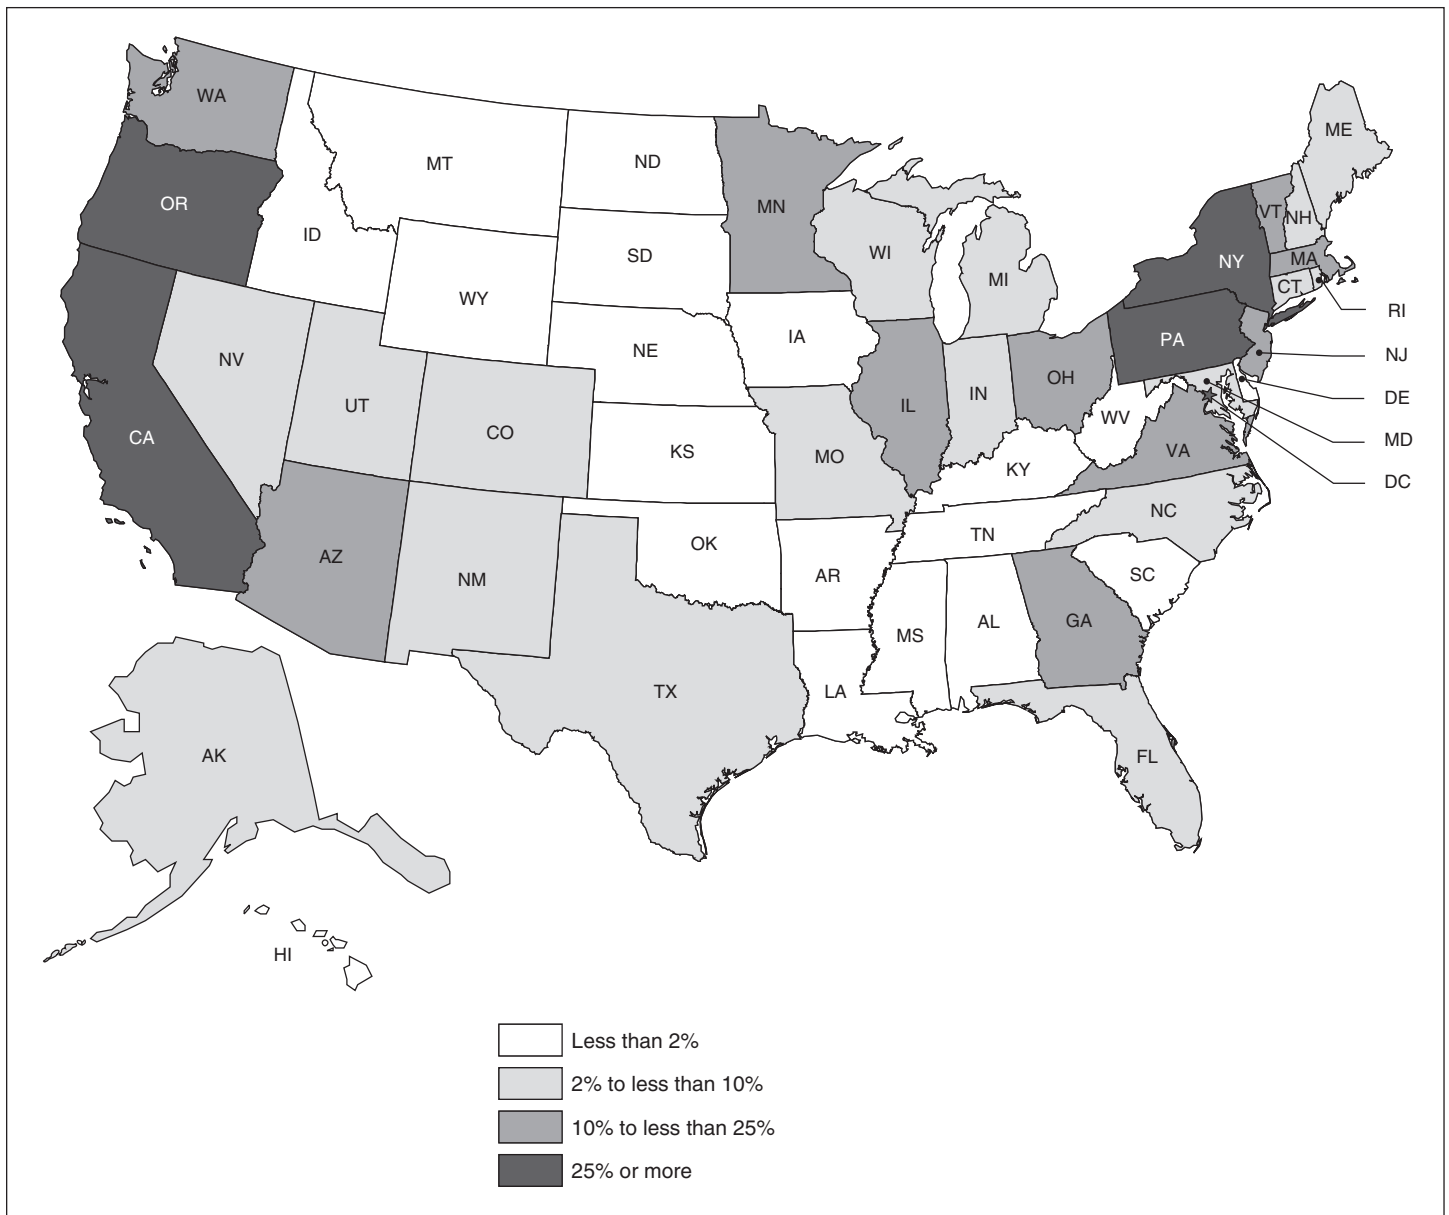 WA
ME
MT
ND
OR
MN
VT
NH
ID
SD
WI
NY
MA
MI
CT
WY
RI
IA
PA
NE
NJ
NV
OH
IN
DE
UT
IL
WV
CO
CA
MD
KS
MO
VA
KY
DC
NC
TN
OK
AZ
SC
AR
NM
GA
AL
MS
TX
LA
AK
FL
HI
Less than 2%
2% to less than 10%
10% to less than 25%
25% or more